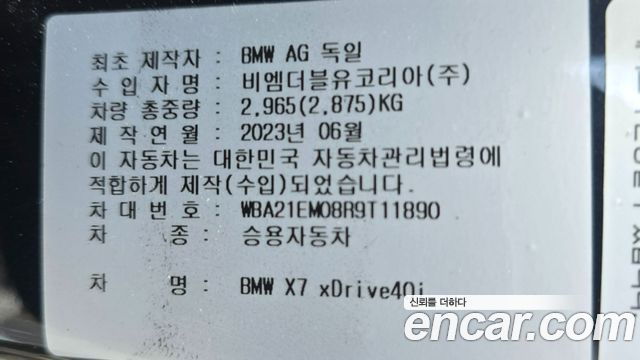 최초 제작자 : BMW AG 독일
수 입 자 명 : 비엠더블유코리아(주)
차량 총중량 : 2,965(2,875)KG
제 작 연 월 : 2023년 06월
이 자동차는 대한민국 자동차관리법령에
적합하게 제작(수입)되었습니다.
차 대 번 호 : WBA21EM08R9T11890
차 종 : 승용자동차
차 명 : BMW X7 xDrive40i
신뢰를 더하다
encar.com